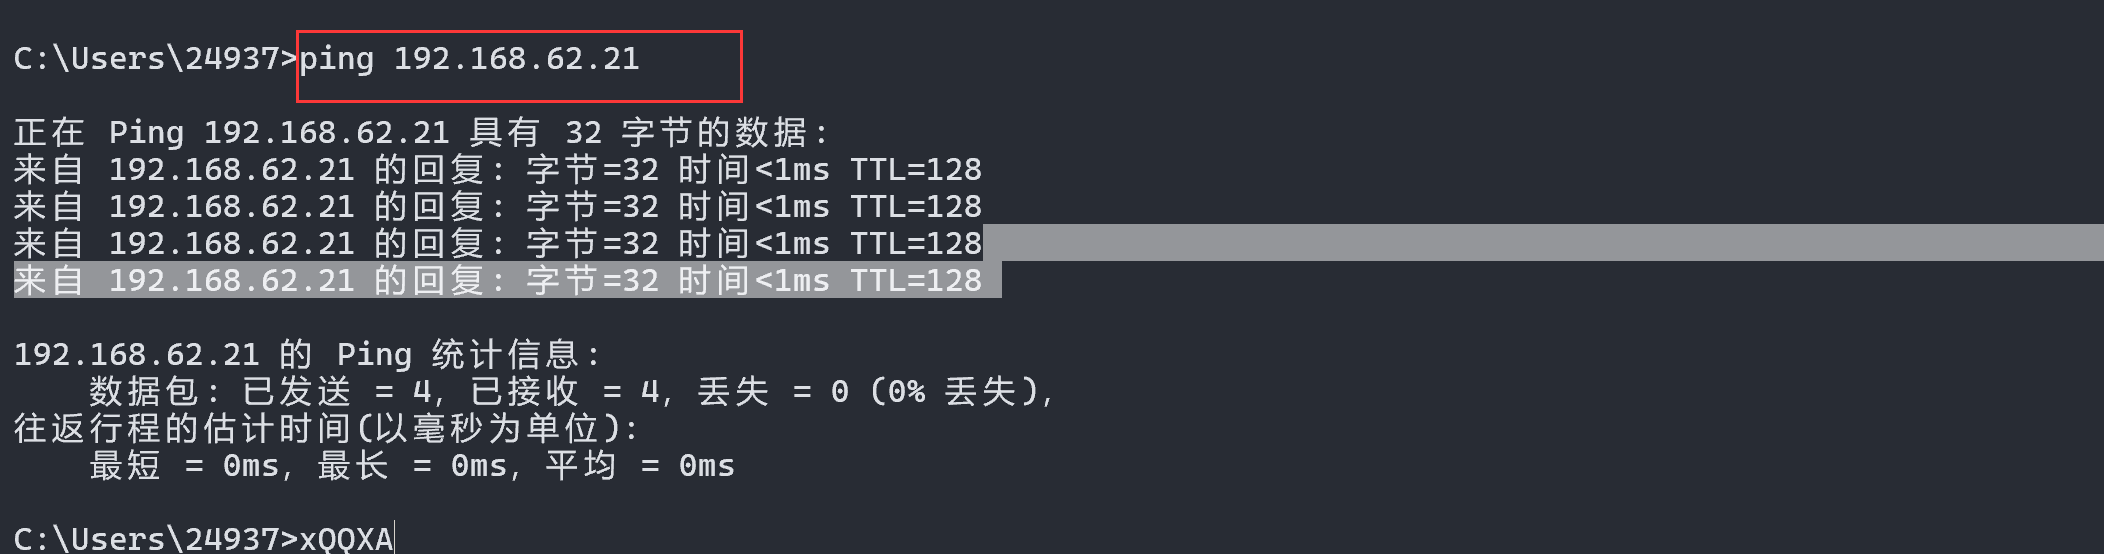 C:\Users\24937>ping 192.168.62.21
正在 Ping 192.168.62.21 具有 32 字节的数据:
来自 192.168.62.21 的回复: 字节=32 时间<1ms TTL=128
来自 192.168.62.21 的回复: 字节=32 时间<1ms TTL=128
来自 192.168.62.21 的回复: 字节=32 时间<1ms TTL=128
来自 192.168.62.21 的回复: 字节=32 时间<1ms TTL=128
192.168.62.21 的 Ping 统计信息:
    数据包: 已发送 = 4, 已接收 = 4, 丢失 = 0 (0% 丢失),
往返行程的估计时间(以毫秒为单位):
    最短 = 0ms, 最长 = 0ms, 平均 = 0ms
C:\Users\24937>xQQXA